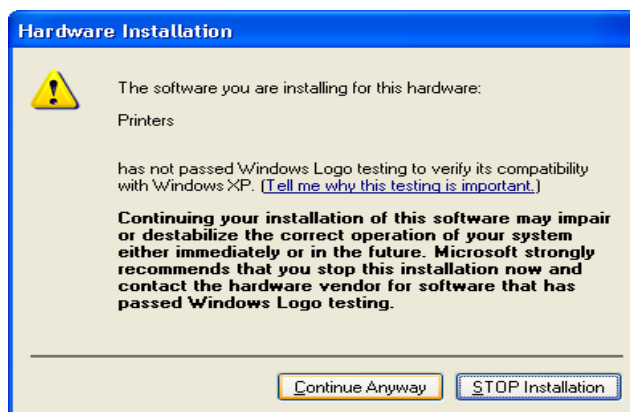 Hardware Installation
The software you are installing for this hardware:
Printers
has not passed Windows Logo testing to verify its compatibility
with Windows XP. (Tell me why this testing is important.)
Continuing your installation of this software may impair
or destabilize the correct operation of your system
either immediately or in the future. Microsoft strongly
recommends that you stop this installation now and
contact the hardware vendor for software that has
passed Windows Logo testing.
Continue Anyway
STOP Installation